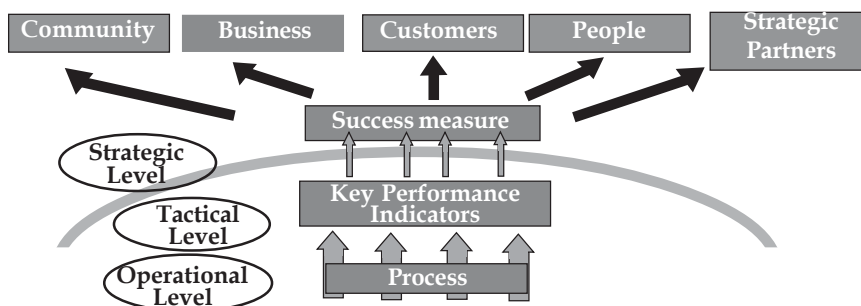 Community
Business
Customers
People
Strategic
Partners
Success measure
Strategic
Level
Key Performance
Indicators
Tactical
Level
Operational
Level
Process